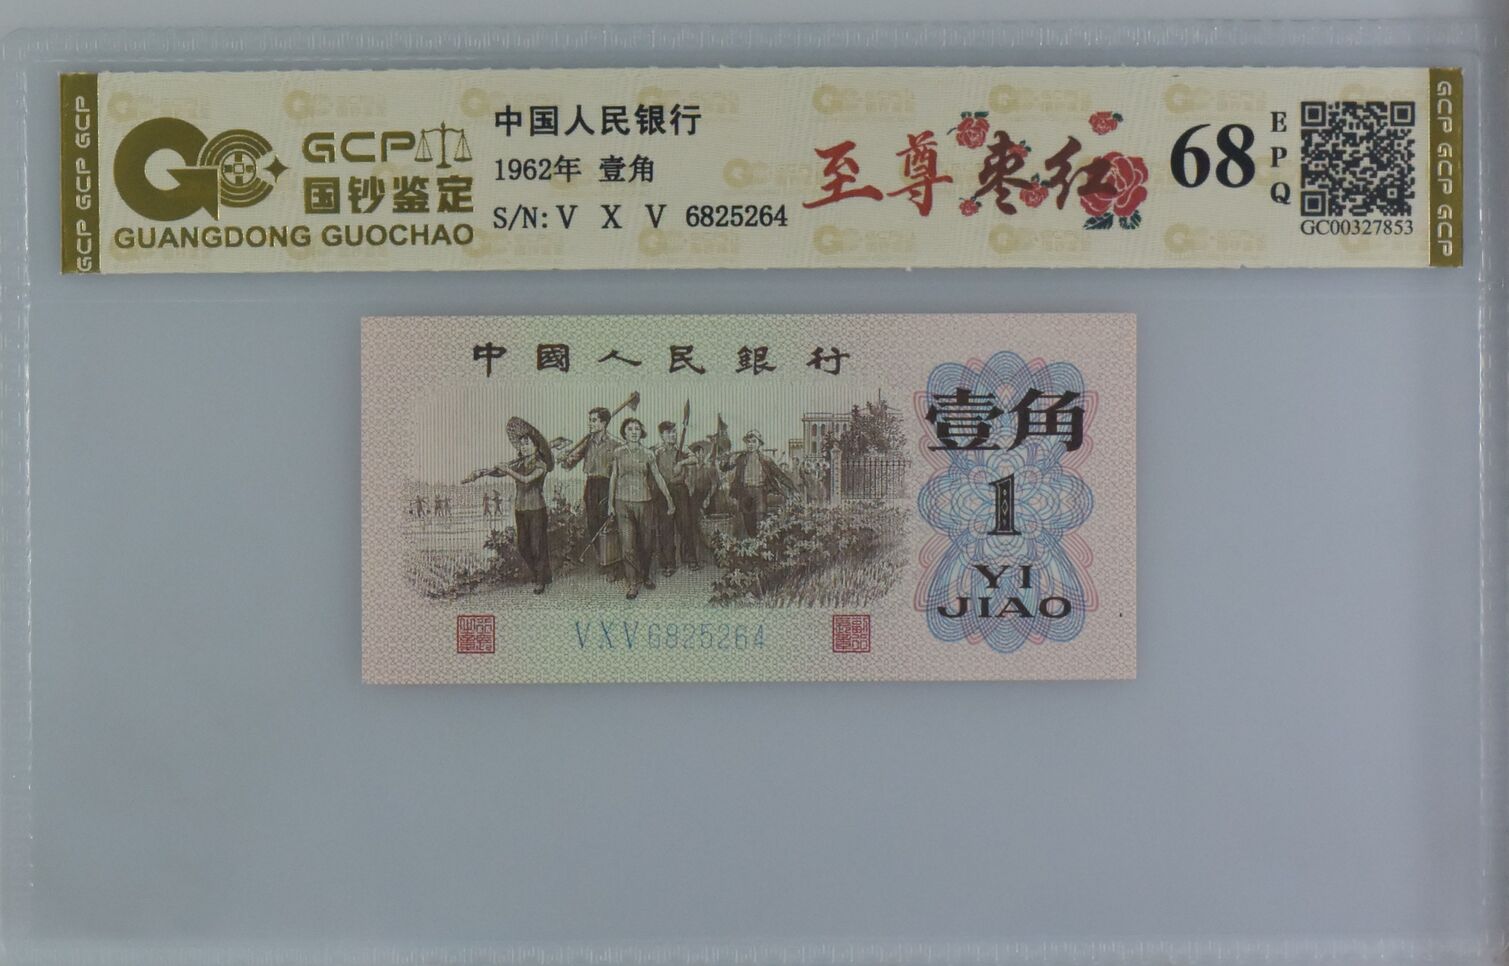 GCP GCP GCP
GCP
国钞鉴定
GUANGDONG GUOCHAO
中国人民银行
1962年 壹角
S/N: V X V 6825264
至尊枣红
68
EPQ
GC00327853
GCP GCP GCP
中國人民銀行
壹角
1
YI
JIAO
VXV6825264